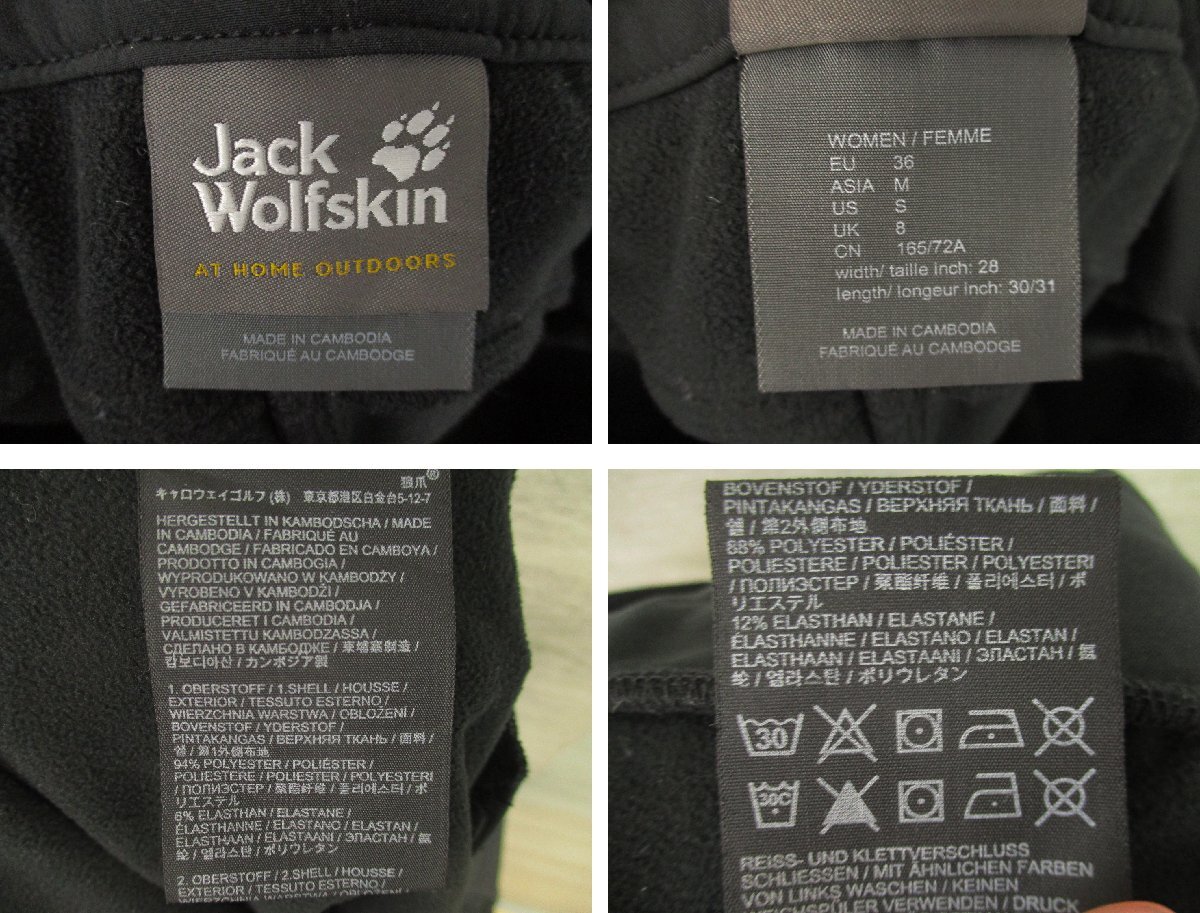 Jack
Wolfskin
AT HOME OUTDOORS
MADE IN CAMBODIA
FABRIQUÉ AU CAMBODGE
WOMEN / FEMME
EU 36
ASIA M
US S
UK 8
CN 165/72A
width/ taille inch: 28
length/ longeur inch: 30/31
MADE IN CAMBODIA
FABRIQUÉ AU CAMBODGE
狼爪®
キャロウェイゴルフ (株) 東京都港区白金台5-12-7
HERGESTELLT IN KAMBODSCHA / MADE
IN CAMBODIA / FABRIQUÉ AU
CAMBODGE / FABRICADO EN CAMBOYA /
PRODOTTO IN CAMBOGIA /
WYPRODUKOWANO W KAMBODŻY /
VYROBENO V KAMBODŽI /
GEFABRICEERD IN CAMBODJA /
PRODUCERET I CAMBODIA /
VALMISTETTU KAMBODZASSA /
СДЕЛАНО В КАМБОДЖЕ / 柬埔寨制造 /
캄보디아산 / カンボジア製
1. OBERSTOFF / 1.SHELL / HOUSSE /
EXTERIOR / TESSUTO ESTERNO /
WIERZCHNIA WARSTWA / OBLOŽENÍ /
BOVENSTOF / YDERSTOF /
PINTAKANGAS / ВЕРХНЯЯ ТКАНЬ / 面料 /
쉘 / 第1外側布地
94% POLYESTER / POLIÉSTER /
POLIESTERE / POLIESTER / POLYESTERI
/ ПОЛИЭСТЕР / 聚酯纤维 / 폴리에스터 / ポ
リエステル
6% ELASTHAN / ELASTANE /
ÉLASTHANNE / ELASTANO / ELASTAN /
ELASTHAAN / ELASTAANI / ЭЛАСТАН / 氨
纶 / 엘라스탄 / ポリウレタン
2. OBERSTOFF / 2.SHELL / HOUSSE /
EXTERIOR / TESSUTO ESTERNO /
WIERZCHNIA WARSTWA / OBLOŽENÍ /
BOVENSTOF / YDERSTOF /
PINTAKANGAS / ВЕРХНЯЯ ТКАНЬ / 面料 /
쉘 / 第2外側布地
88% POLYESTER / POLIÉSTER /
POLIESTERE / POLIESTER / POLYESTERI
/ ПОЛИЭСТЕР / 聚酯纤维 / 폴리에스터 / ポ
リエステル
12% ELASTHAN / ELASTANE /
ÉLASTHANNE / ELASTANO / ELASTAN /
ELASTHAAN / ELASTAANI / ЭЛАСТАН / 氨
纶 / 엘라스탄 / ポリウレタン
30
30C
REISS- UND KLETTVERSCHLUSS
SCHLIESSEN / MIT ÄHNLICHEN FARBEN
VON LINKS WASCHEN / KEINEN
WEICHSPÜLER VERWENDEN / DRUCK